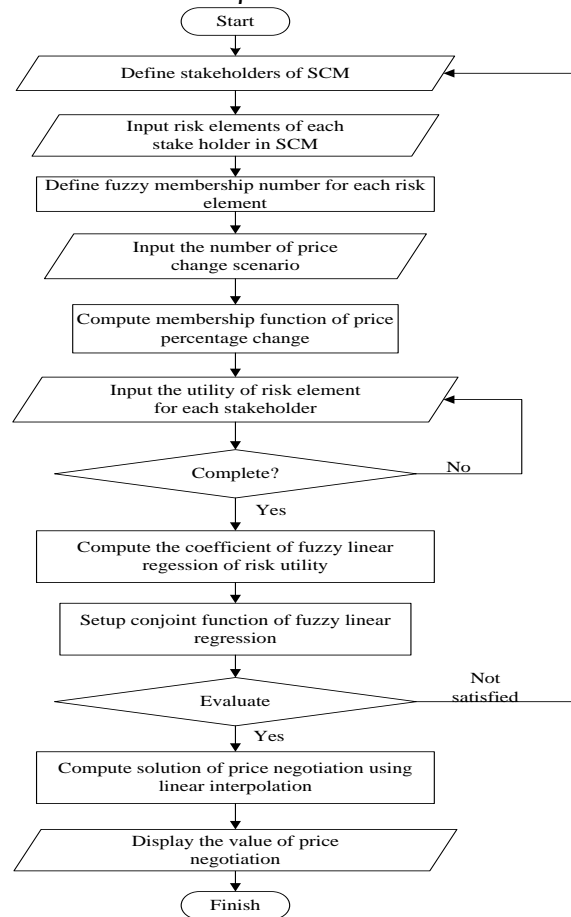 Start
Define stakeholders of SCM
Input risk elements of each
stake holder in SCM
Define fuzzy membership number for each risk
element
Input the number of price
change scenario
Compute membership function of price
percentage change
Input the utility of risk element
for each stakeholder
Complete?
No
Yes
Compute the coefficient of fuzzy linear
regession of risk utility
Setup conjoint function of fuzzy linear
regression
Evaluate
Not
satisfied
Yes
Compute solution of price negotiation using
linear interpolation
Display the value of price
negotiation
Finish